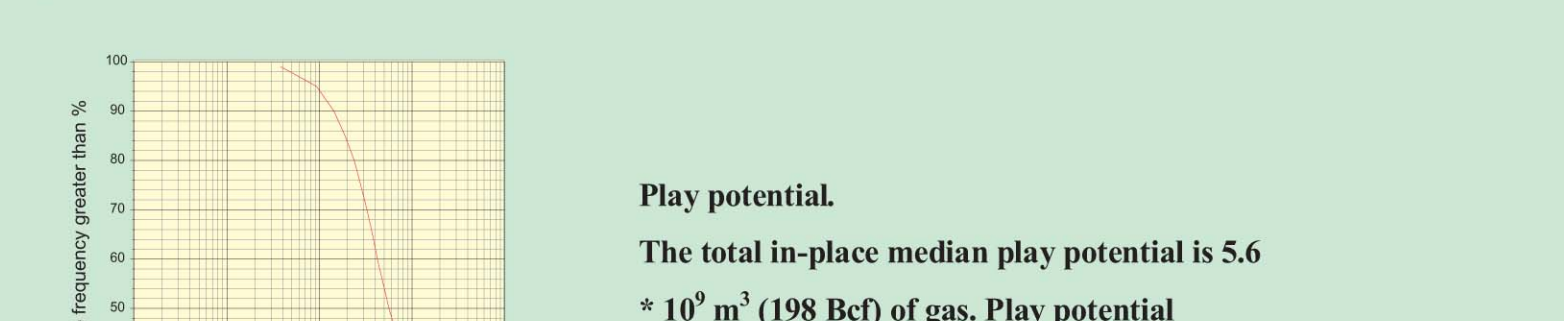 100
90
80
70
60
50
frequency greater than %
Play potential.
The total in-place median play potential is 5.6
* 10⁹ m³ (198 Bcf) of gas. Play potential